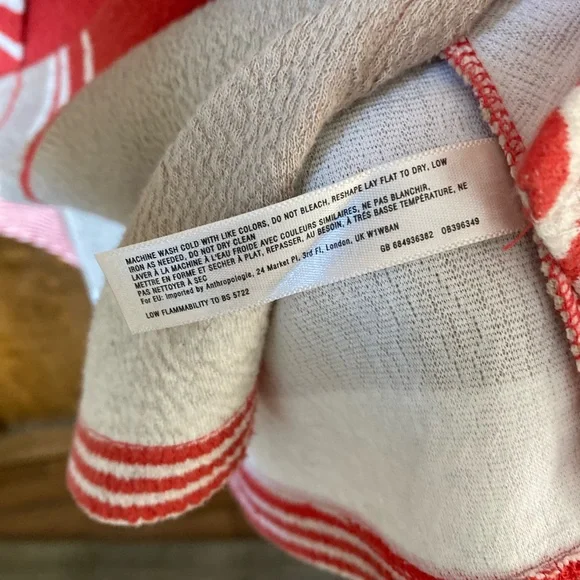 MACHINE WASH COLD WITH LIKE COLORS, DO NOT BLEACH, RESHAPE LAY FLAT TO DRY, LOW
IRON AS NEEDED, DO NOT DRY CLEAN
LAVER À LA MACHINE À L'EAU FROIDE AVEC COULEURS SIMILAIRES, NE PAS BLANCHIR,
METTRE EN FORME ET SÉCHER À PLAT, REPASSER, AU BESOIN, À TRÈS BASSE TEMPÉRATURE, NE
PAS NETTOYER À SEC
For EU: Imported by Anthropologie, 24 Market Pl, 3rd Fl, London, UK W1W8AN
GB 684936382 OB396349
LOW FLAMMABILITY TO BS 5722